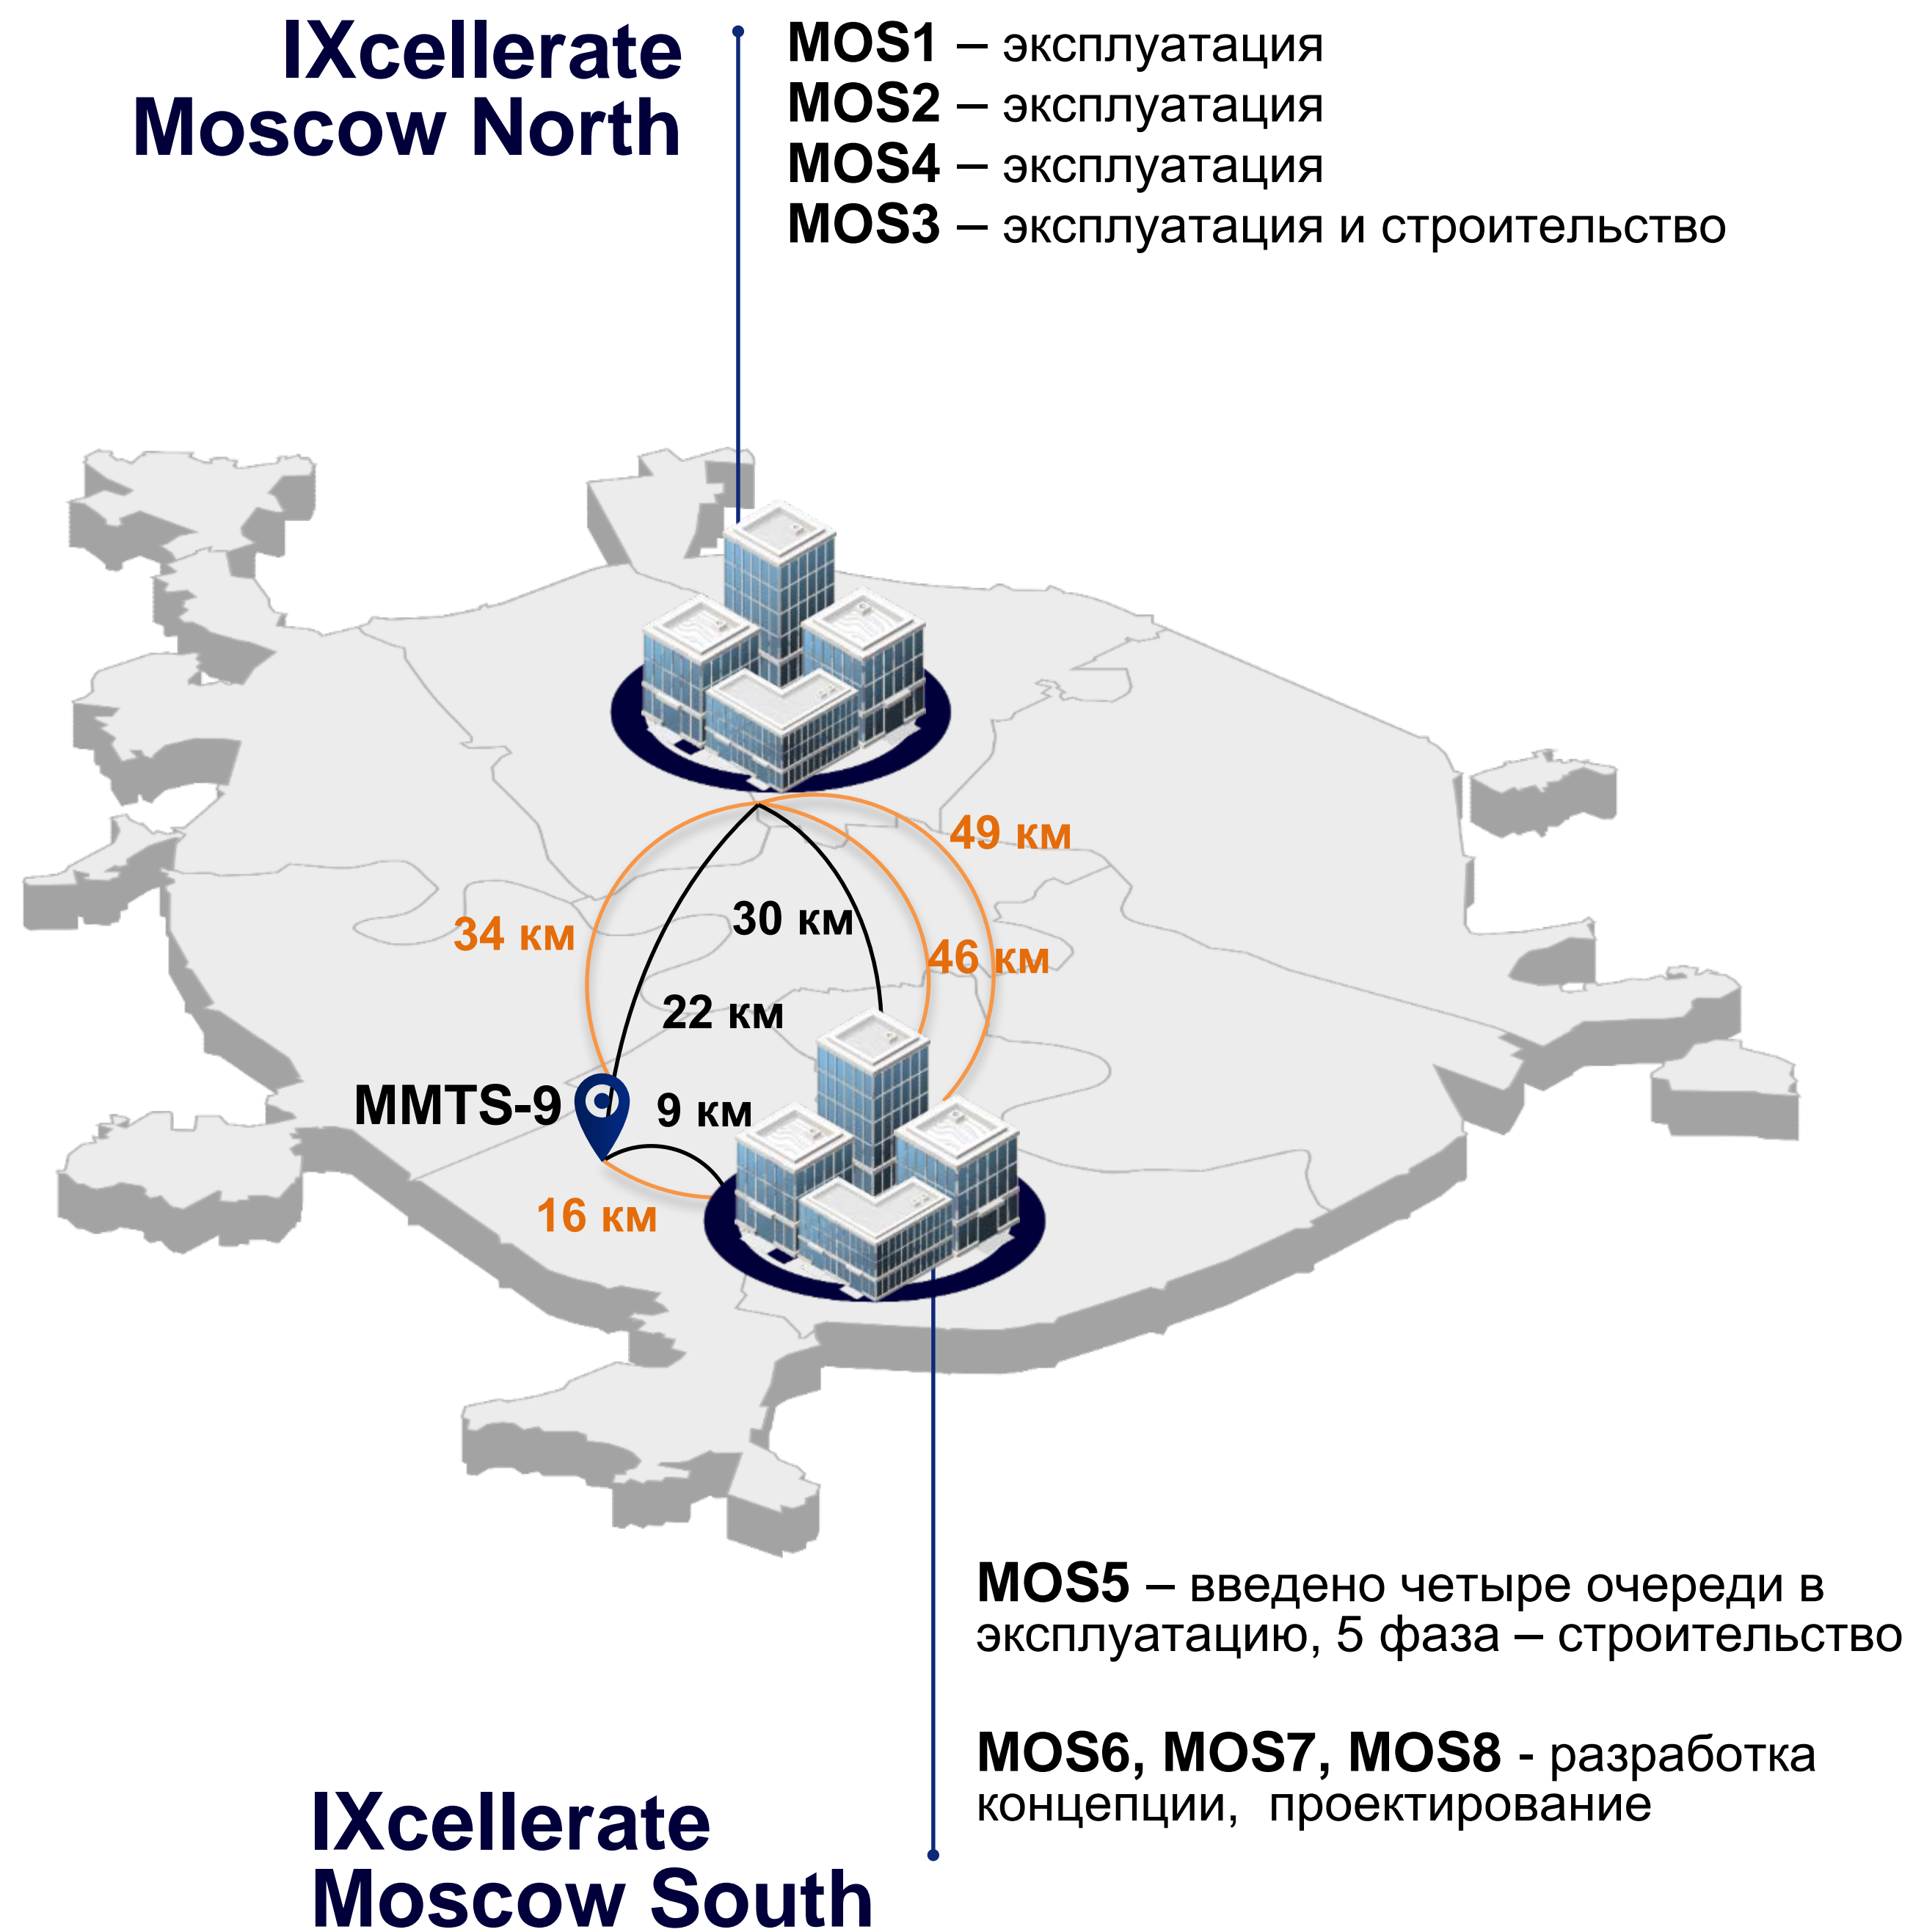 IXcellerate
Moscow North
MOS1 – эксплуатация
MOS2 – эксплуатация
MOS4 – эксплуатация
MOS3 – эксплуатация и строительство
49 км
30 км
34 км
46 км
22 км
MMTS-9
9 км
16 км
MOS5 – введено четыре очереди в
эксплуатацию, 5 фаза – строительство
MOS6, MOS7, MOS8 - разработка
концепции, проектирование
IXcellerate
Moscow South